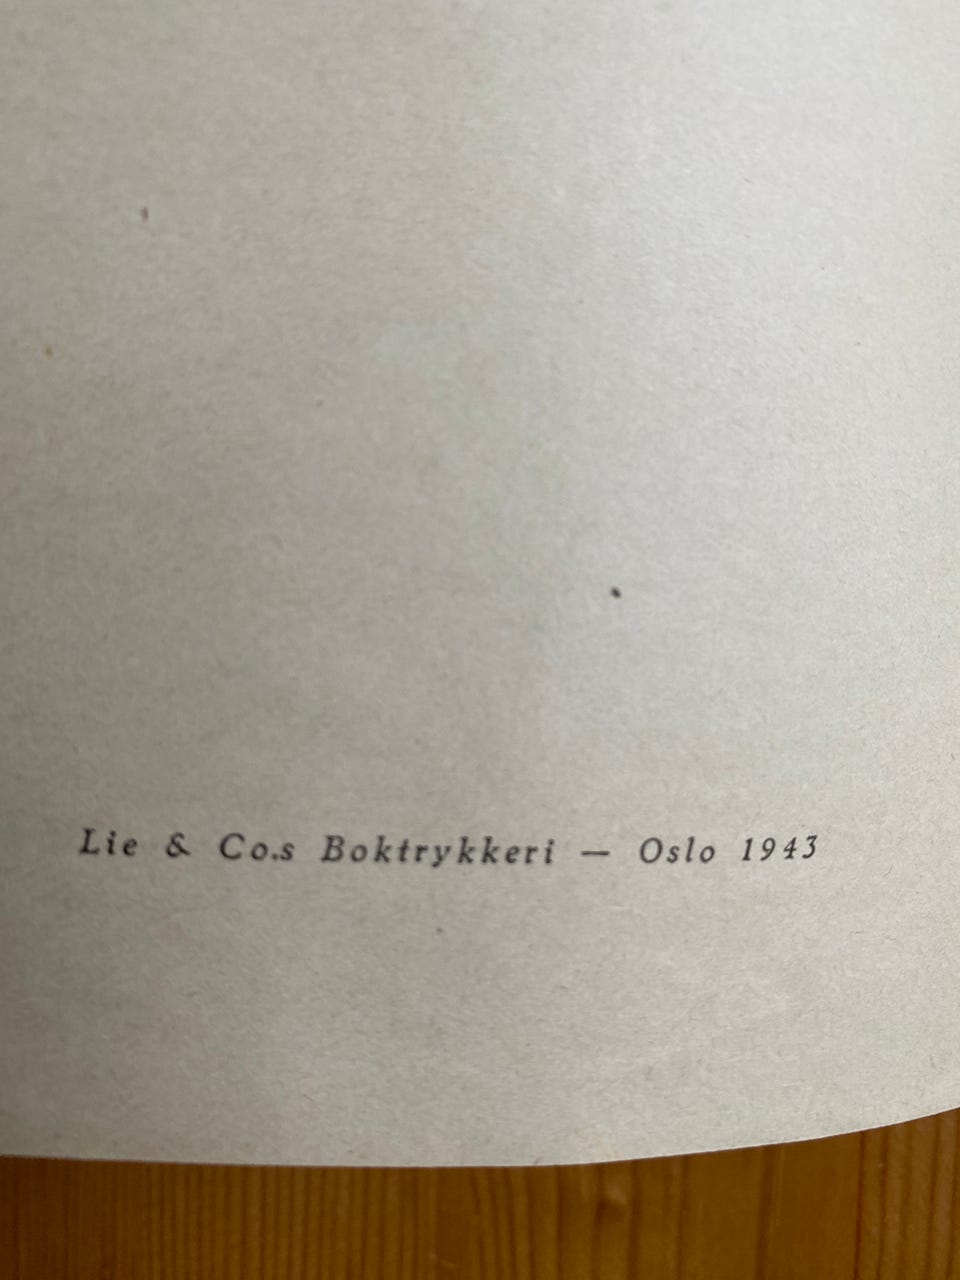 Lie & Co.s Boktrykkeri — Oslo 1943